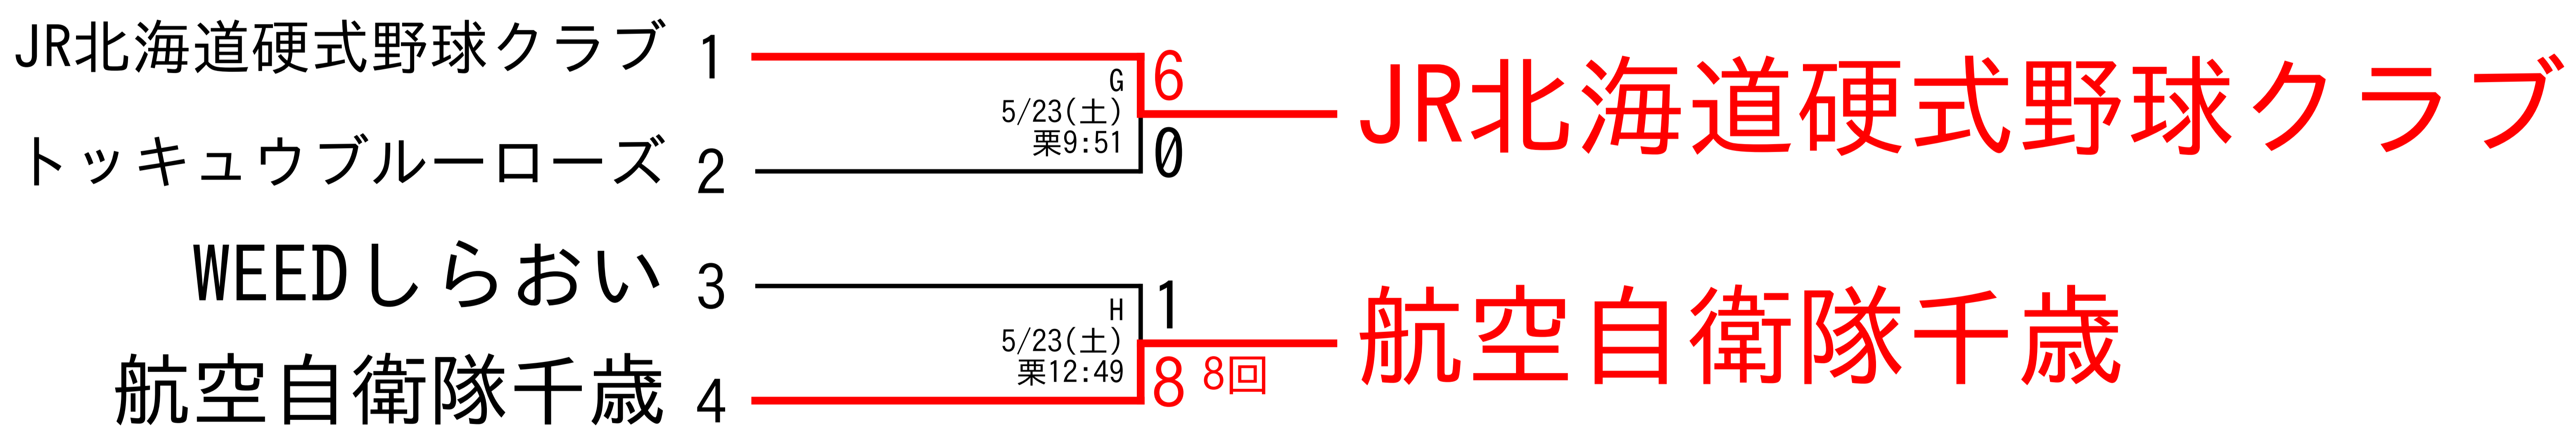 JR北海道硬式野球クラブ 1
トッキュウブルーローズ 2
WEEDしらおい 3
航空自衛隊千歳 4
G
5/23(土)
栗9:51
6
0
H
5/23(土)
栗12:49
1
8 8回
JR北海道硬式野球クラブ
航空自衛隊千歳